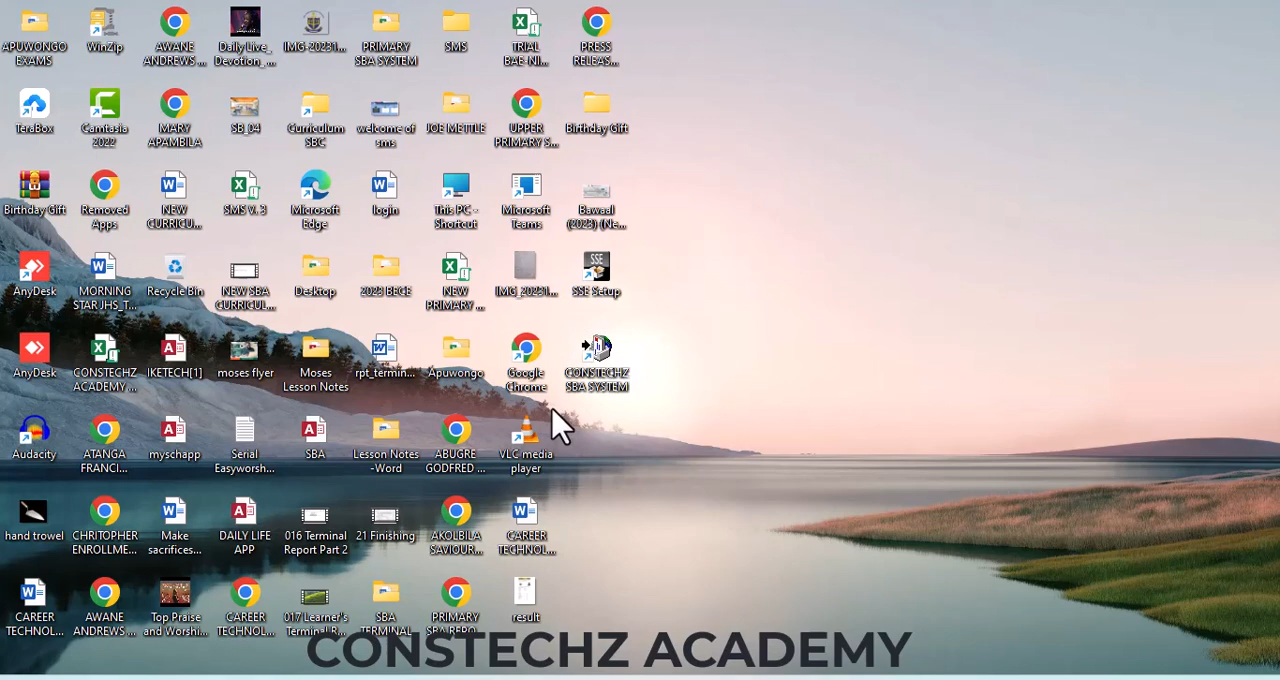 APUWONGO
EXAMS
WinZip
AWANE
ANDREWS ...
Daily Live_
Devotion_...
IMG-20231...
PRIMARY
SBA SYSTEM
SMS
TRIAL
BAE-NI...
PRESS
RELEAS...
TeraBox
Camtasia
2022
MARY
APAMBILA
SB_04
Curriculum
SBC
welcome of
sms
JOE METTLE
UPPER
PRIMARY S...
Birthday Gift
Birthday Gift
Removed
Apps
NEW
CURRICU...
SMS V. 3
Microsoft
Edge
login
This PC -
Shortcut
Microsoft
Teams
Bawaal
(2023) (Ne...
AnyDesk
MORNING
STAR JHS_T...
Recycle Bin
NEW SBA
CURRICUL...
Desktop
2023 BECE
NEW
PRIMARY ...
IMG_20231...
SSE
SSE Setup
AnyDesk
CONSTECHZ
ACADEMY ...
IKETECH[1]
moses flyer
Moses
Lesson Notes
rpt_termin...
Apuwongo
Google
Chrome
CONSTECHZ
SBA SYSTEM
Audacity
ATANGA
FRANCI...
myschapp
Serial
Easyworsh...
SBA
Lesson Notes
-Word
ABUGRE
GODFRED ...
VLC media
player
hand trowel
CHRITOPHER
ENROLLME...
Make
sacrifices...
DAILY LIFE
APP
016 Terminal
Report Part 2
21 Finishing
AKOLBILA
SAVIOUR...
CAREER
TECHNOL...
CAREER
TECHNOL...
AWANE
ANDREWS ...
Top Praise
and Worshi...
CAREER
TECHNOL...
017 Learner's
Terminal R...
SBA
TERMINAL
PRIMARY
SBA REPO...
result
CONSTECHZ ACADEMY